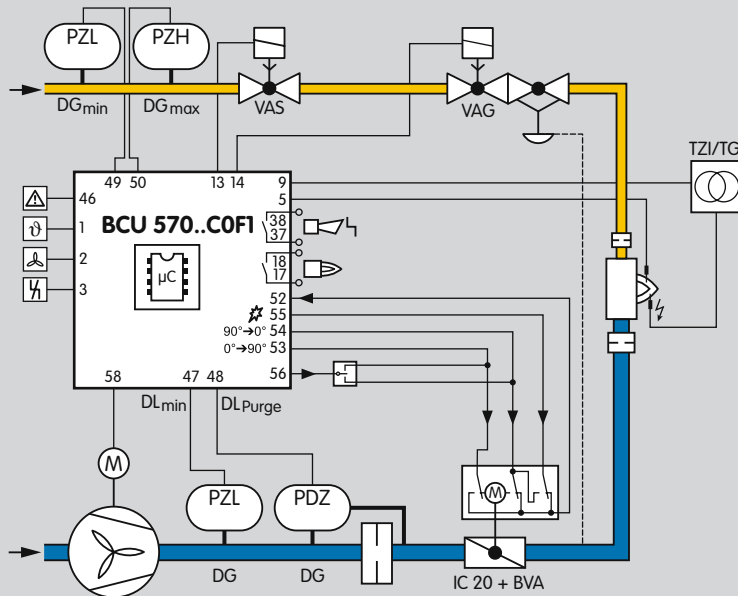 PZL PZH
DGmin DGmax VAS VAG
TZI/TG
49 50 13 14 9
5
46
BCU 570..C0F1
38
37
1
ϑ
µC
18
17
2
3
52
55
90°→0° 54
0°→90° 53
56
58 47 48
DLmin DLPurge
M
PZL PDZ
M
DG DG
IC 20 + BVA